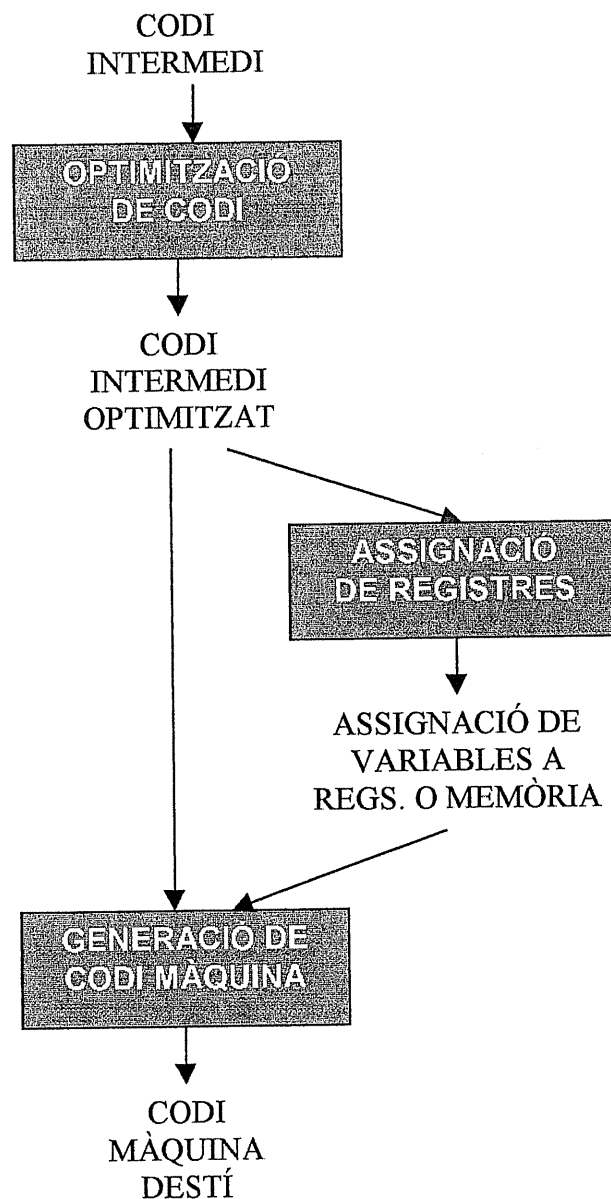 CODI
INTERMEDI
OPTIMITZACIÓ
DE CODI
CODI
INTERMEDI
OPTIMITZAT
ASSIGNACIO
DE REGISTRES
ASSIGNACIÓ DE
VARIABLES A
REGS. O MEMÒRIA
GENERACIÓ DE
CODI MÀQUINA
CODI
MÀQUINA
DESTÍ